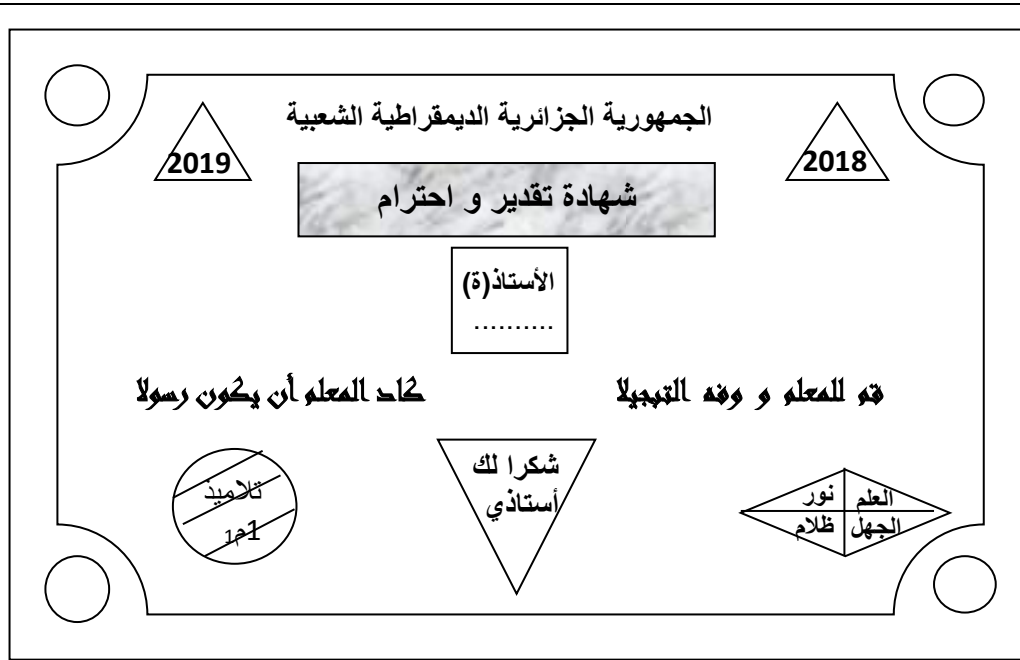 الجمهورية الجزائرية الديمقراطية الشعبية
2018
2019
شهادة تقدير و احترام
الأستاذ(ة)
..........
قم للمعلم و وفه التبجيلا
كاد المعلم أن يكون رسولا
العلم نور
الجهل ظلام
شكرا لك
أستاذي
تلاميذ
1م1